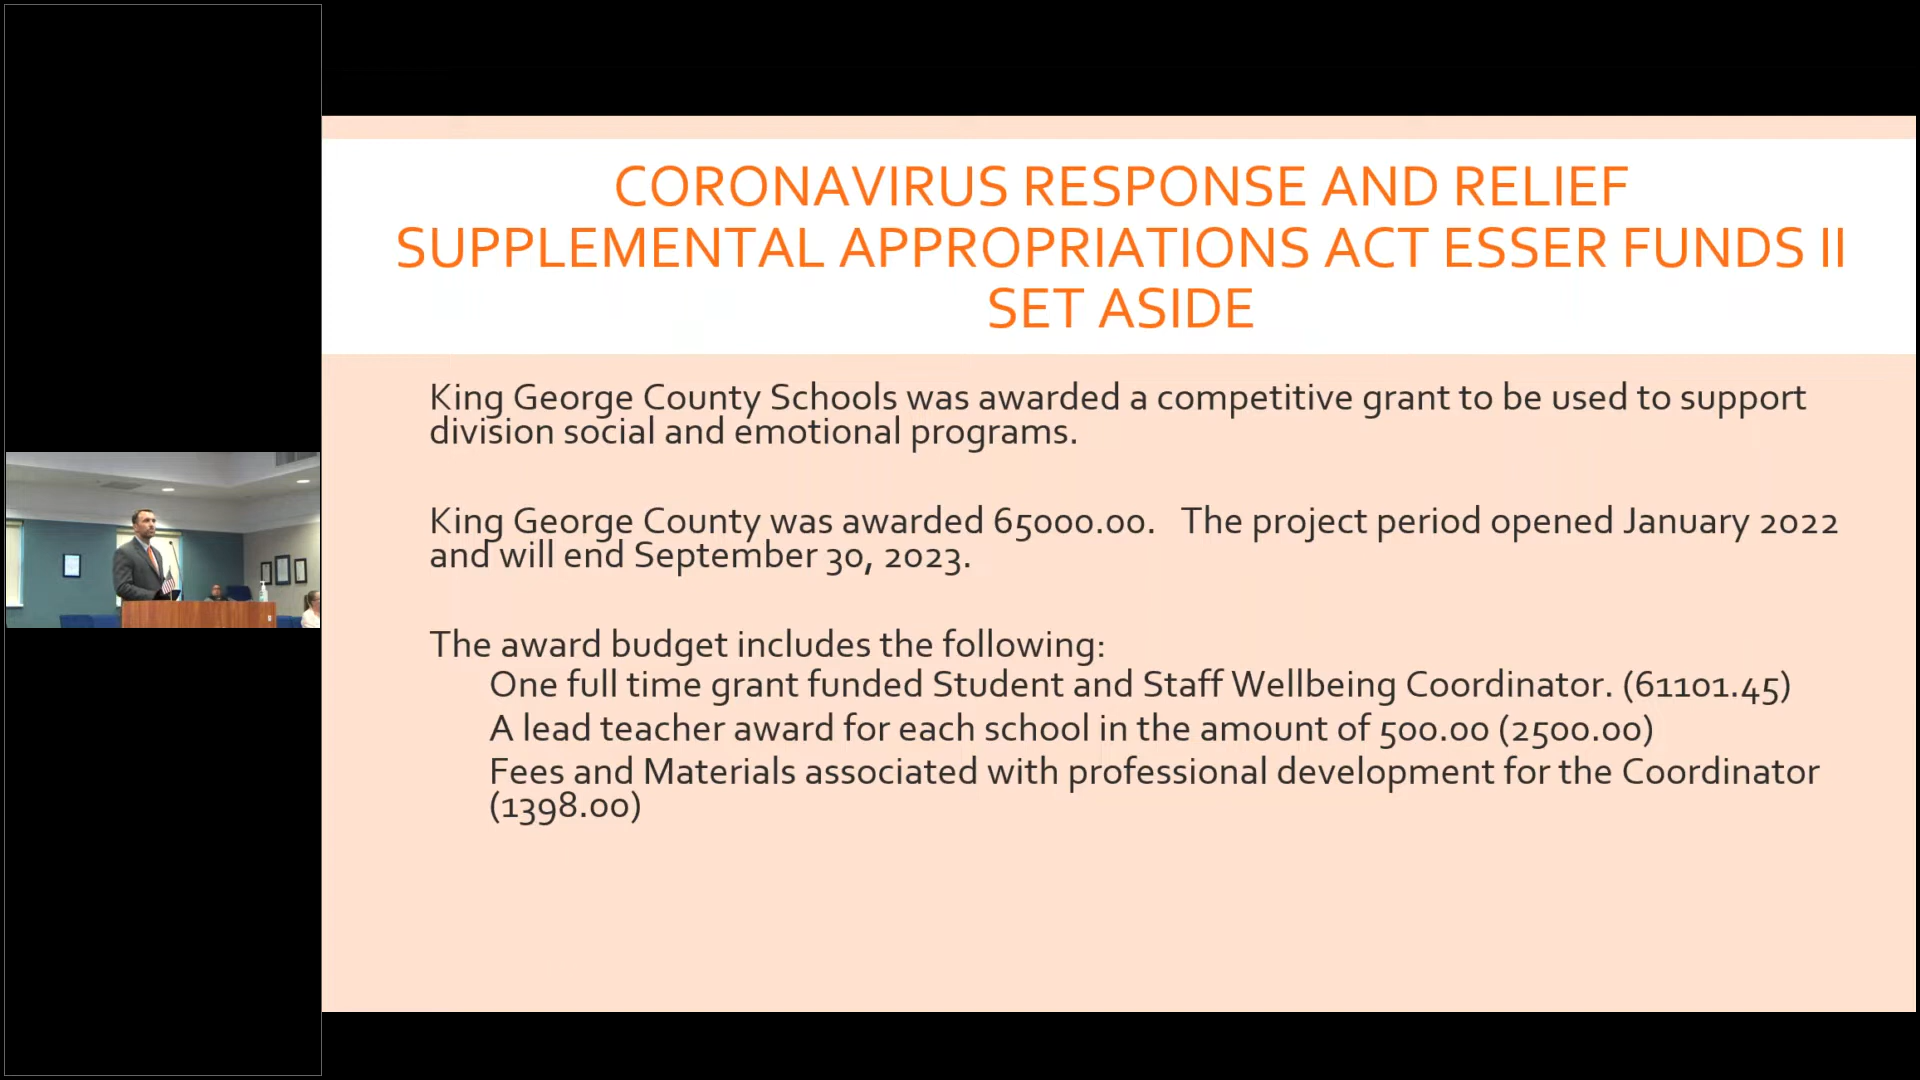 CORONAVIRUS RESPONSE AND RELIEF
SUPPLEMENTAL APPROPRIATIONS ACT ESSER FUNDS II
SET ASIDE
King George County Schools was awarded a competitive grant to be used to support
division social and emotional programs.
King George County was awarded 65000.00. The project period opened January 2022
and will end September 30, 2023.
The award budget includes the following:
One full time grant funded Student and Staff Wellbeing Coordinator. (61101.45)
A lead teacher award for each school in the amount of 500.00 (2500.00)
Fees and Materials associated with professional development for the Coordinator
(1398.00)